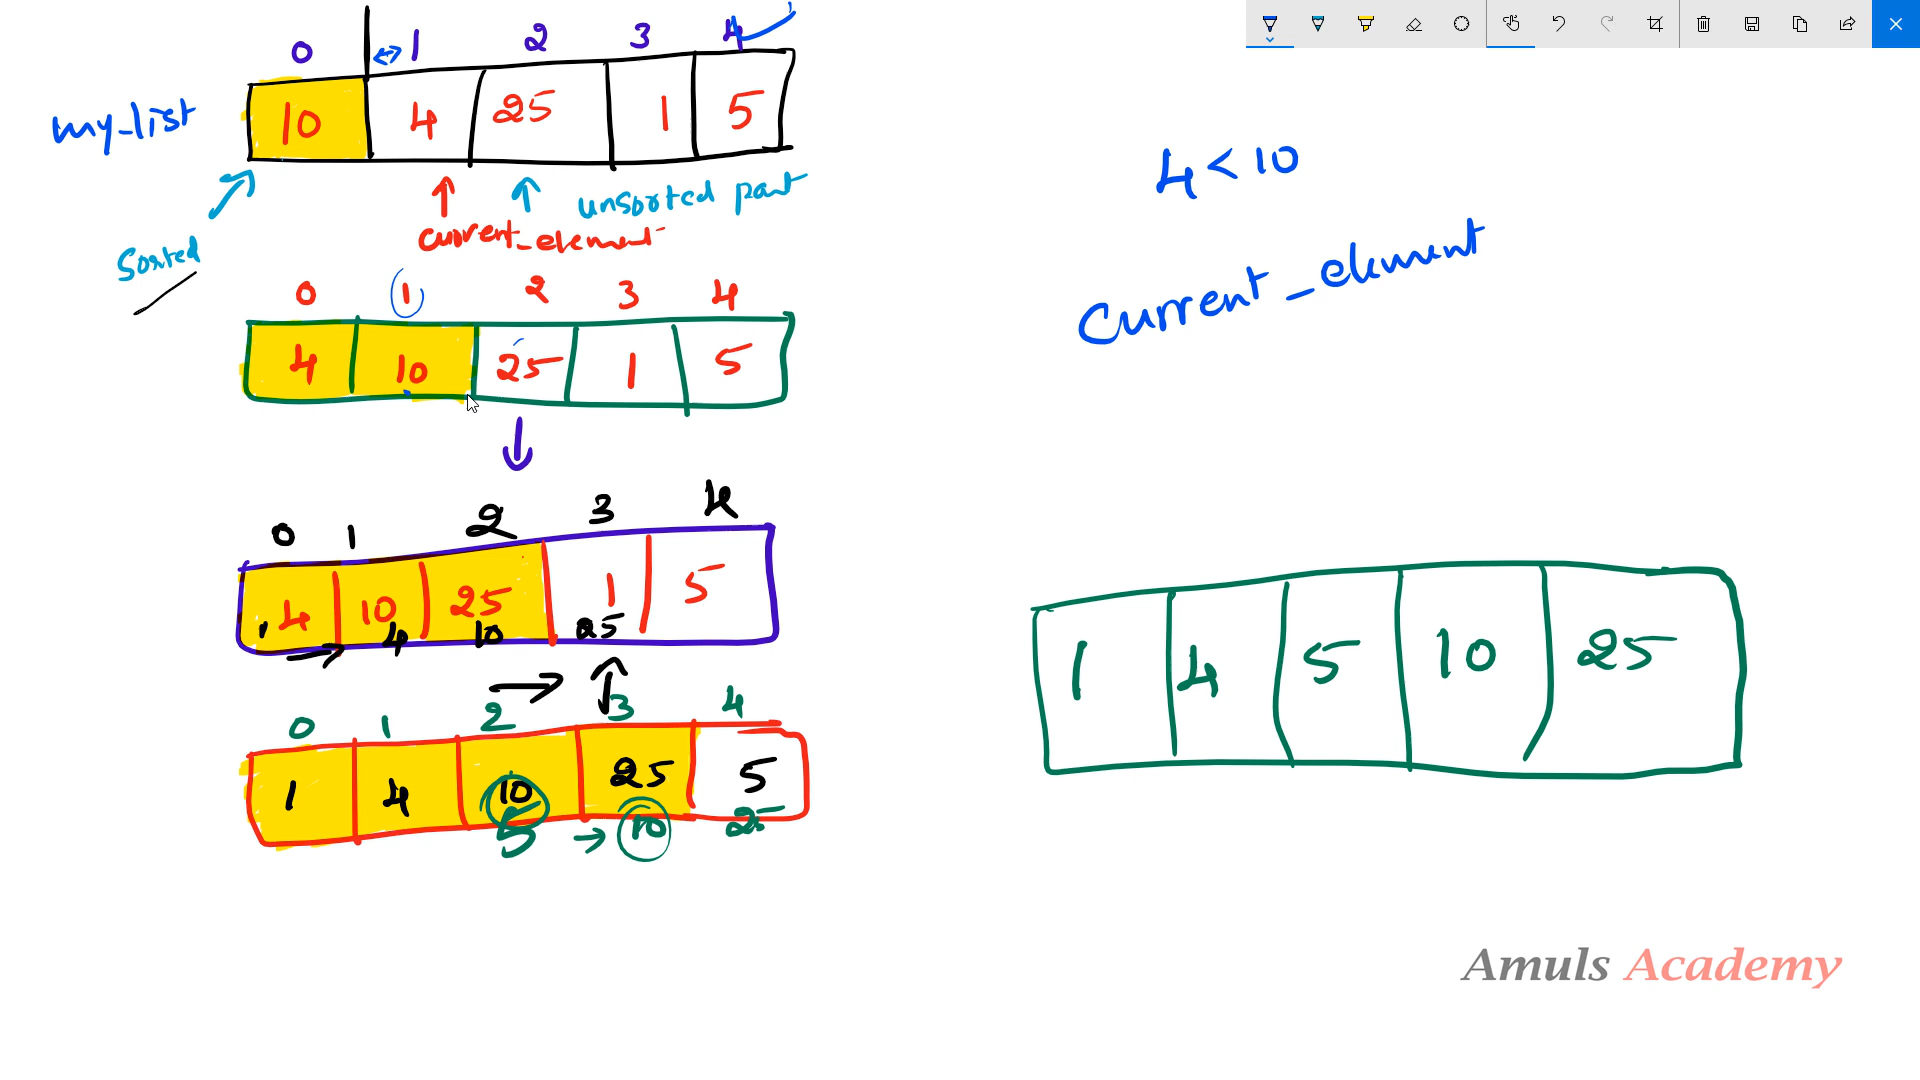 0 1 2 3 4
my_list 10 4 25 1 5
4 < 10
unsorted part
current_element
Sorted
Current_element
0 1 2 3 4
4 10 25 1 5
0 1 2 3 4
4 10 25 1 5
1 4 10 25
0 1 2 3 4
1 4 10 25 5
5 10 25
1 4 5 10 25
Amuls Academy